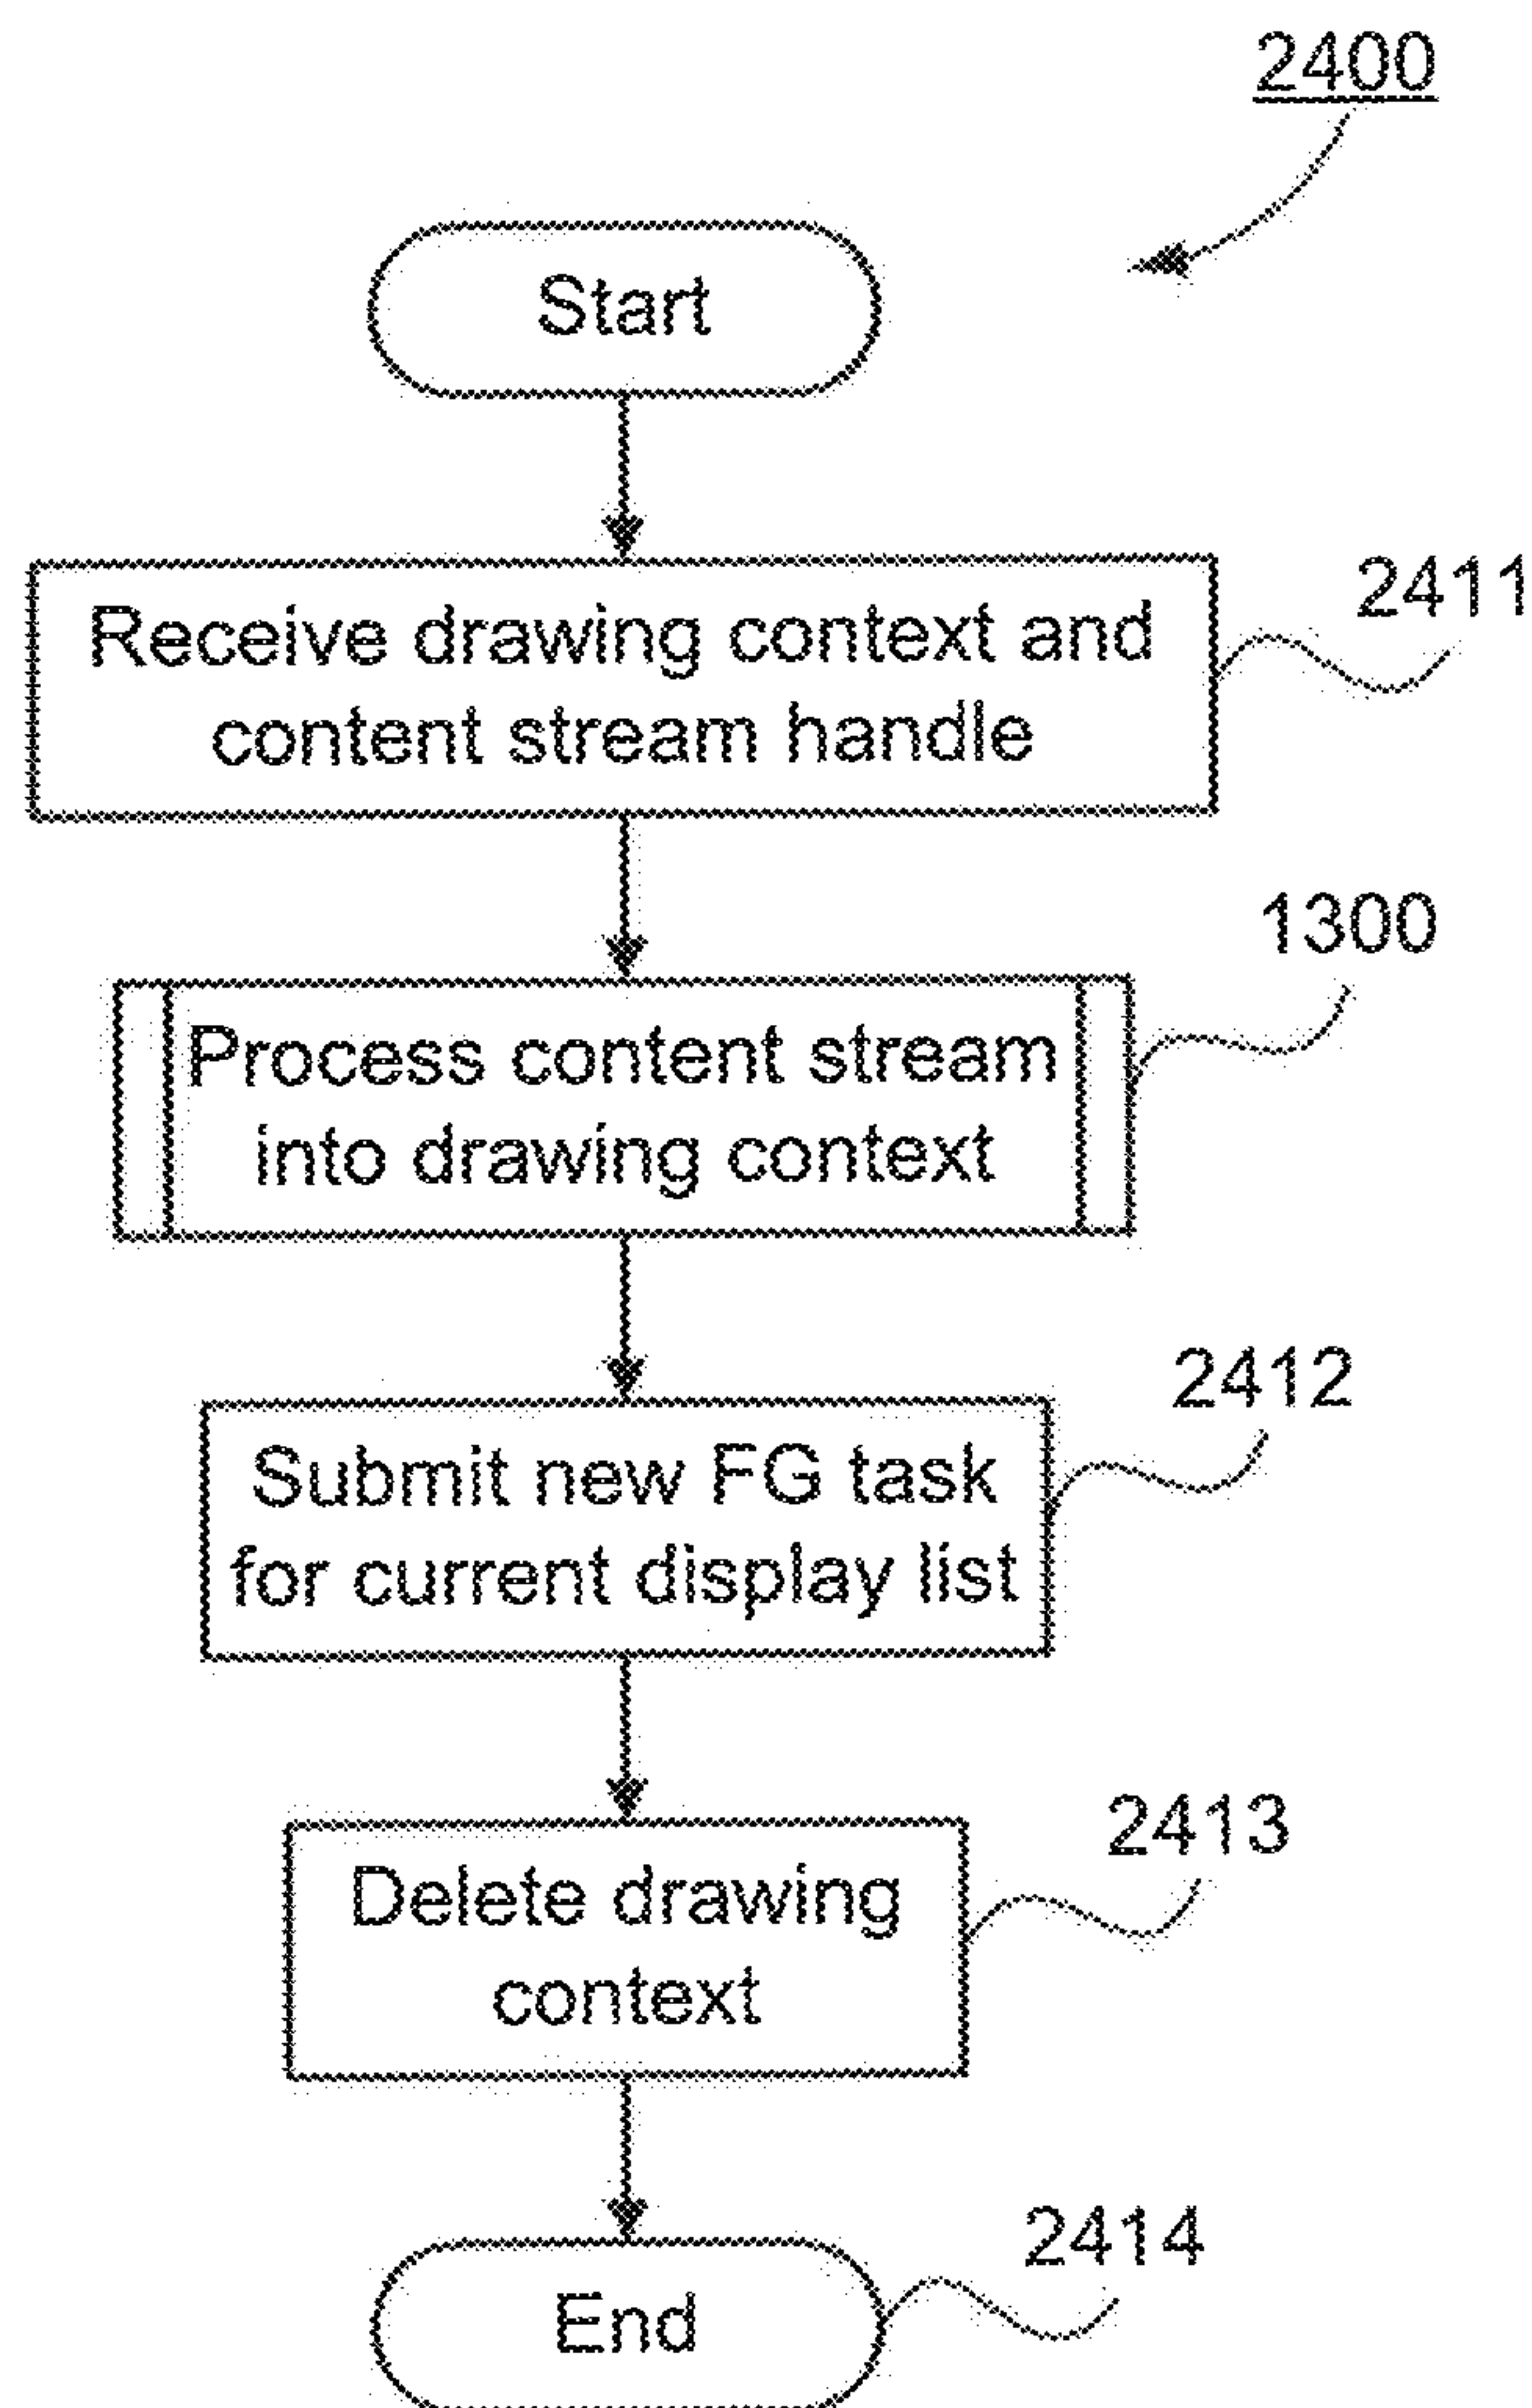 2400
Start
Receive drawing context and
content stream handle
2411
1300
Process content stream
into drawing context
2412
Submit new FG task
for current display list
2413
Delete drawing
context
2414
End